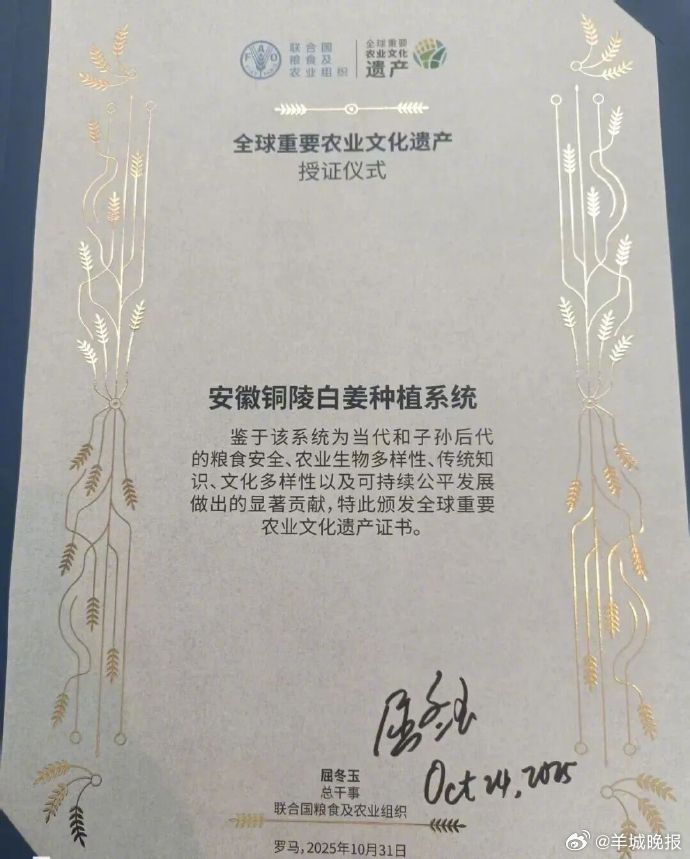 FAO
联合国
粮食及
农业组织
全球重要
农业文化
遗产
全球重要农业文化遗产
授证仪式
安徽铜陵白姜种植系统
鉴于该系统为当代和子孙后代
的粮食安全、农业生物多样性、传统知
识、文化多样性以及可持续公平发展
做出的显著贡献,特此颁发全球重要
农业文化遗产证书。
屈冬玉
Oct 24, 2025
屈冬玉
总干事
联合国粮食及农业组织
罗马,2025年10月31日
@羊城晚报